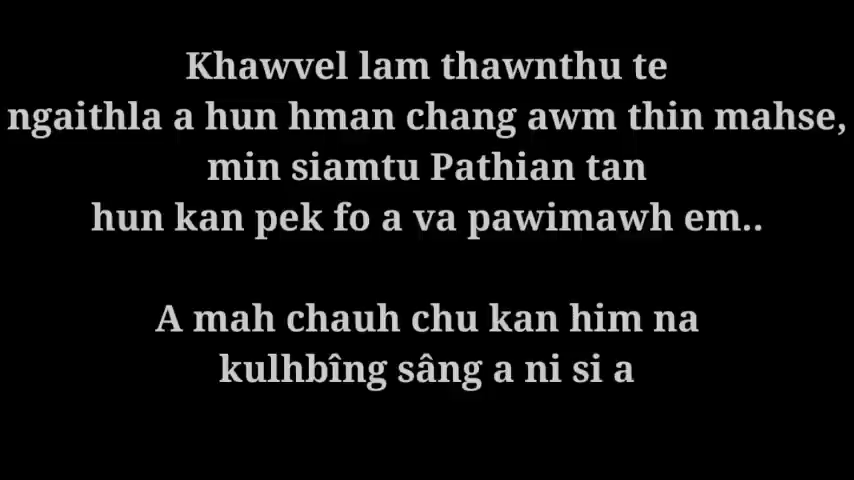 Khawvel lam thawnthu te
ngaithla a hun hman chang awm thin mahse,
min siamtu Pathian tan
hun kan pek fo a va pawimawh em..
A mah chauh chu kan him na
kulhbîng sâng a ni si a